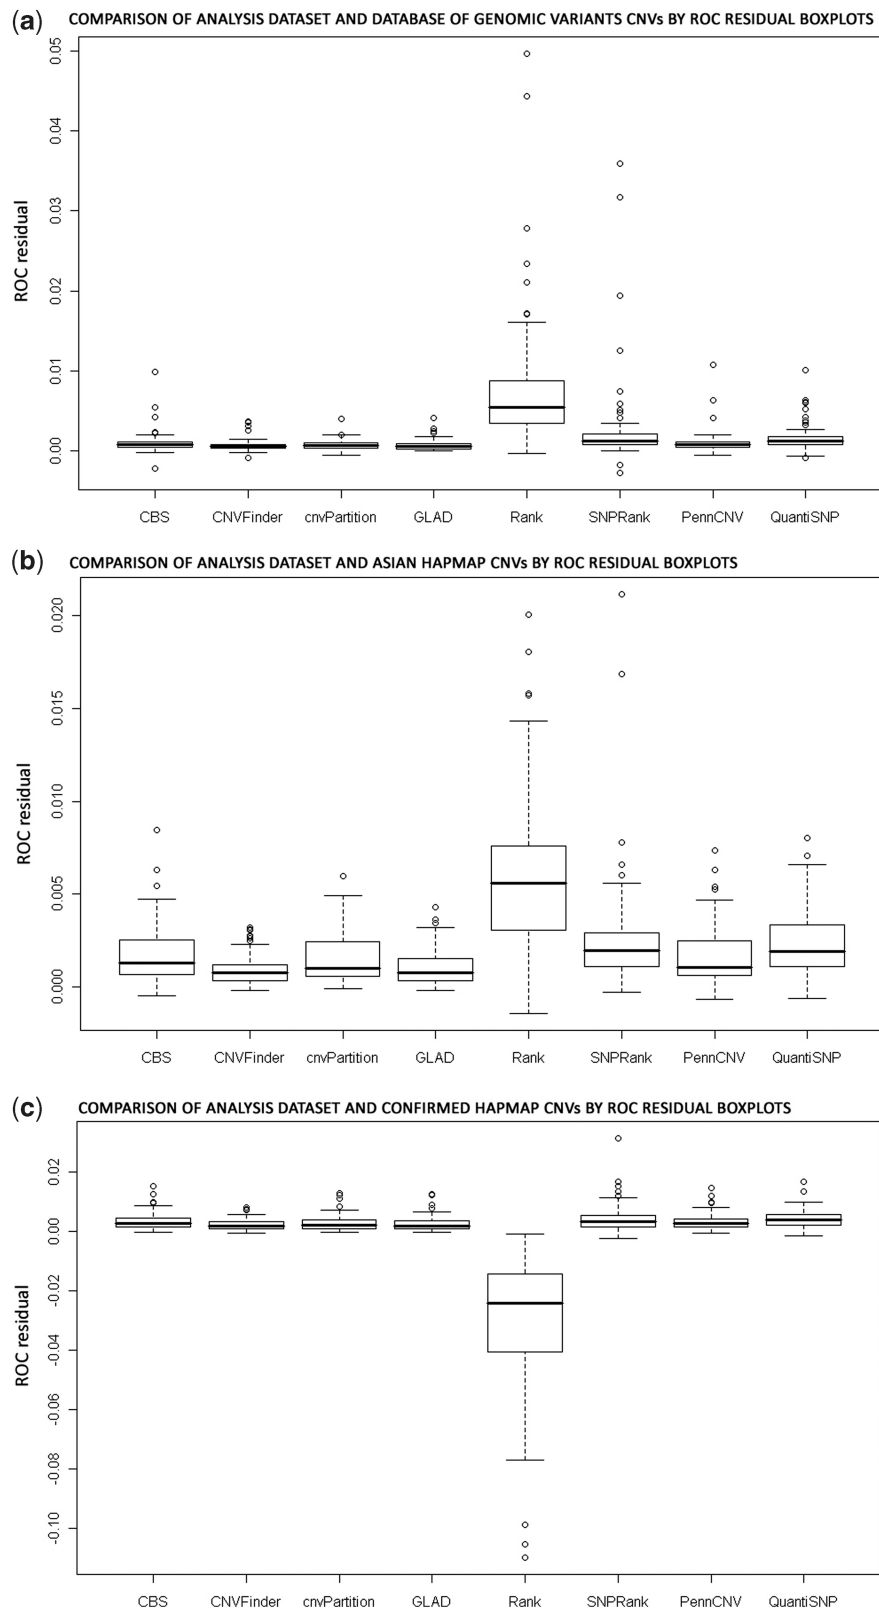 (a) COMPARISON OF ANALYSIS DATASET AND DATABASE OF GENOMIC VARIANTS CNVs BY ROC RESIDUAL BOXPLOTS
0.05
0.04
0.03
0.02
0.01
0.00
ROC residual
CBS CNVFinder cnvPartition GLAD Rank SNPRank PennCNV QuantiSNP
(b) COMPARISON OF ANALYSIS DATASET AND ASIAN HAPMAP CNVs BY ROC RESIDUAL BOXPLOTS
0.020
0.015
0.010
0.005
0.000
ROC residual
CBS CNVFinder cnvPartition GLAD Rank SNPRank PennCNV QuantiSNP
(c) COMPARISON OF ANALYSIS DATASET AND CONFIRMED HAPMAP CNVs BY ROC RESIDUAL BOXPLOTS
0.02
0.00
-0.02
-0.04
-0.06
-0.08
-0.10
ROC residual
CBS CNVFinder cnvPartition GLAD Rank SNPRank PennCNV QuantiSNP